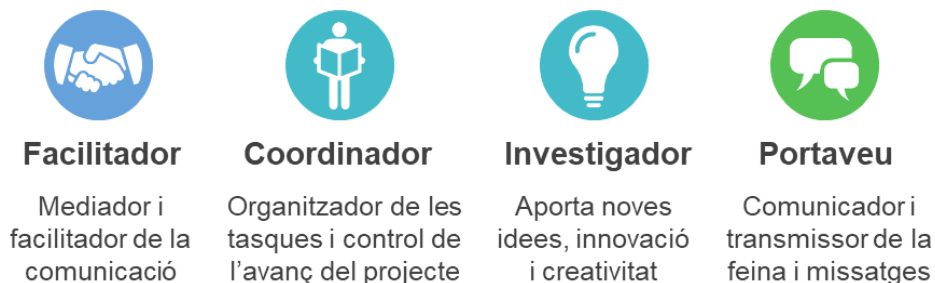 Facilitador
Mediador i
facilitador de la
comunicació
Coordinador
Organitzador de les
tasques i control de
l'avanç del projecte
Investigador
Aporta noves
idees, innovació
i creativitat
Portaveu
Comunicador i
transmissor de la
feina i missatges